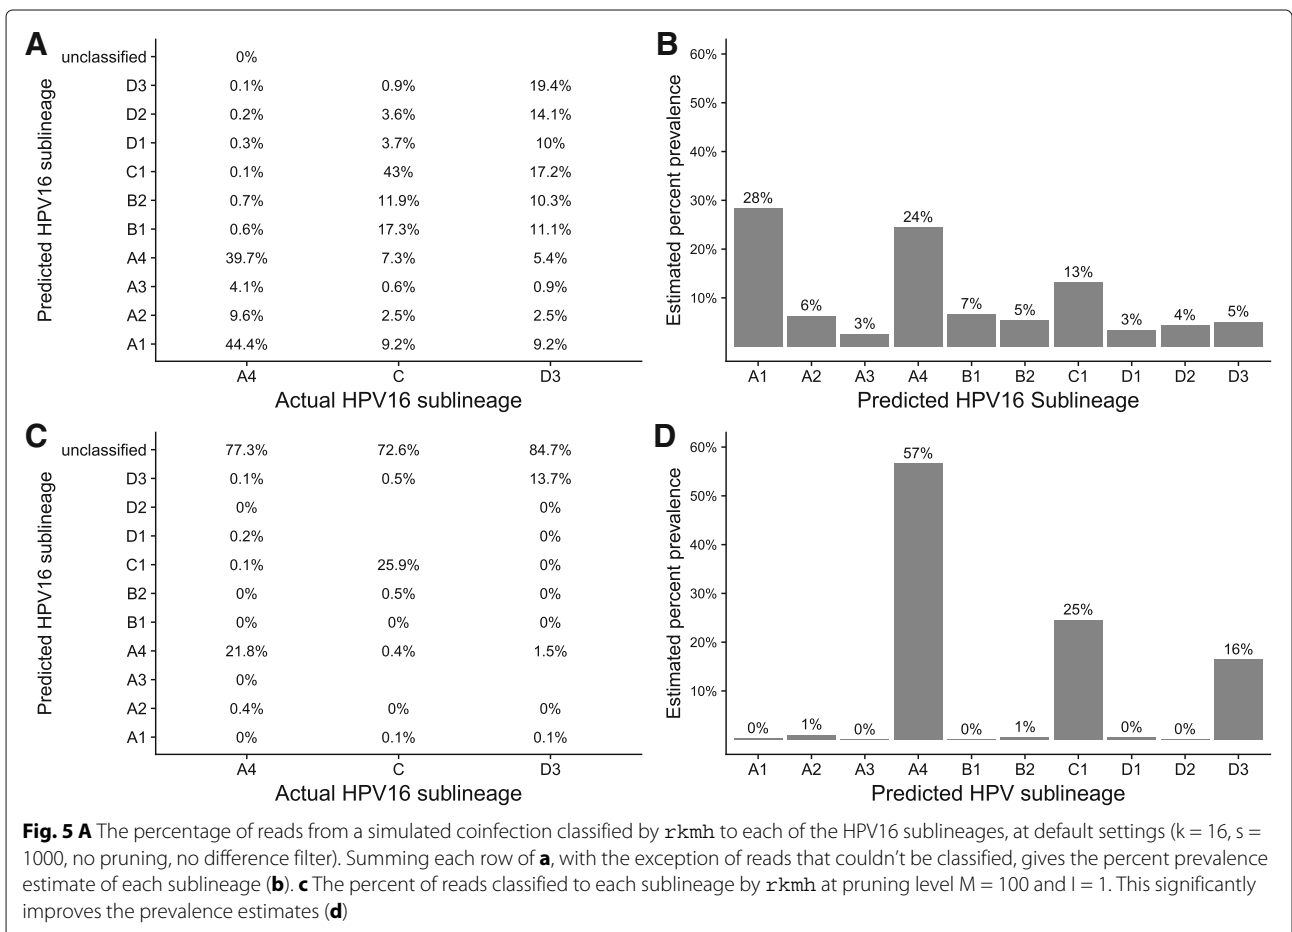 A
unclassified 0%
D3 0.1% 0.9% 19.4%
D2 0.2% 3.6% 14.1%
D1 0.3% 3.7% 10%
C1 0.1% 43% 17.2%
B2 0.7% 11.9% 10.3%
B1 0.6% 17.3% 11.1%
A4 39.7% 7.3% 5.4%
A3 4.1% 0.6% 0.9%
A2 9.6% 2.5% 2.5%
A1 44.4% 9.2% 9.2%
A4 C D3
Actual HPV16 sublineage
Predicted HPV16 sublineage
B
60%
50%
40%
30%
20%
10%
Estimated percent prevalence
28% 6% 3% 24% 7% 5% 13% 3% 4% 5%
A1 A2 A3 A4 B1 B2 C1 D1 D2 D3
Predicted HPV16 Sublineage
C
unclassified 77.3% 72.6% 84.7%
D3 0.1% 0.5% 13.7%
D2 0% 0%
D1 0.2% 0%
C1 0.1% 25.9% 0%
B2 0% 0.5% 0%
B1 0% 0% 0%
A4 21.8% 0.4% 1.5%
A3 0%
A2 0.4% 0% 0%
A1 0% 0.1% 0.1%
A4 C D3
Actual HPV16 sublineage
Predicted HPV16 sublineage
D
60%
50%
40%
30%
20%
10%
Estimated percent prevalence
0% 1% 0% 57% 0% 1% 25% 0% 0% 16%
A1 A2 A3 A4 B1 B2 C1 D1 D2 D3
Predicted HPV sublineage
Fig. 5 A The percentage of reads from a simulated coinfection classified by rkmh to each of the HPV16 sublineages, at default settings (k = 16, s =
1000, no pruning, no difference filter). Summing each row of a, with the exception of reads that couldn't be classified, gives the percent prevalence
estimate of each sublineage (b). c The percent of reads classified to each sublineage by rkmh at pruning level M = 100 and I = 1. This significantly
improves the prevalence estimates (d)